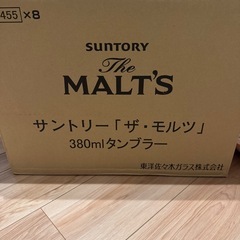 455 ×8
SUNTORY
The
MALT'S
サントリー「ザ・モルツ」
380mlタンブラー
東洋佐々木ガラス株式会社